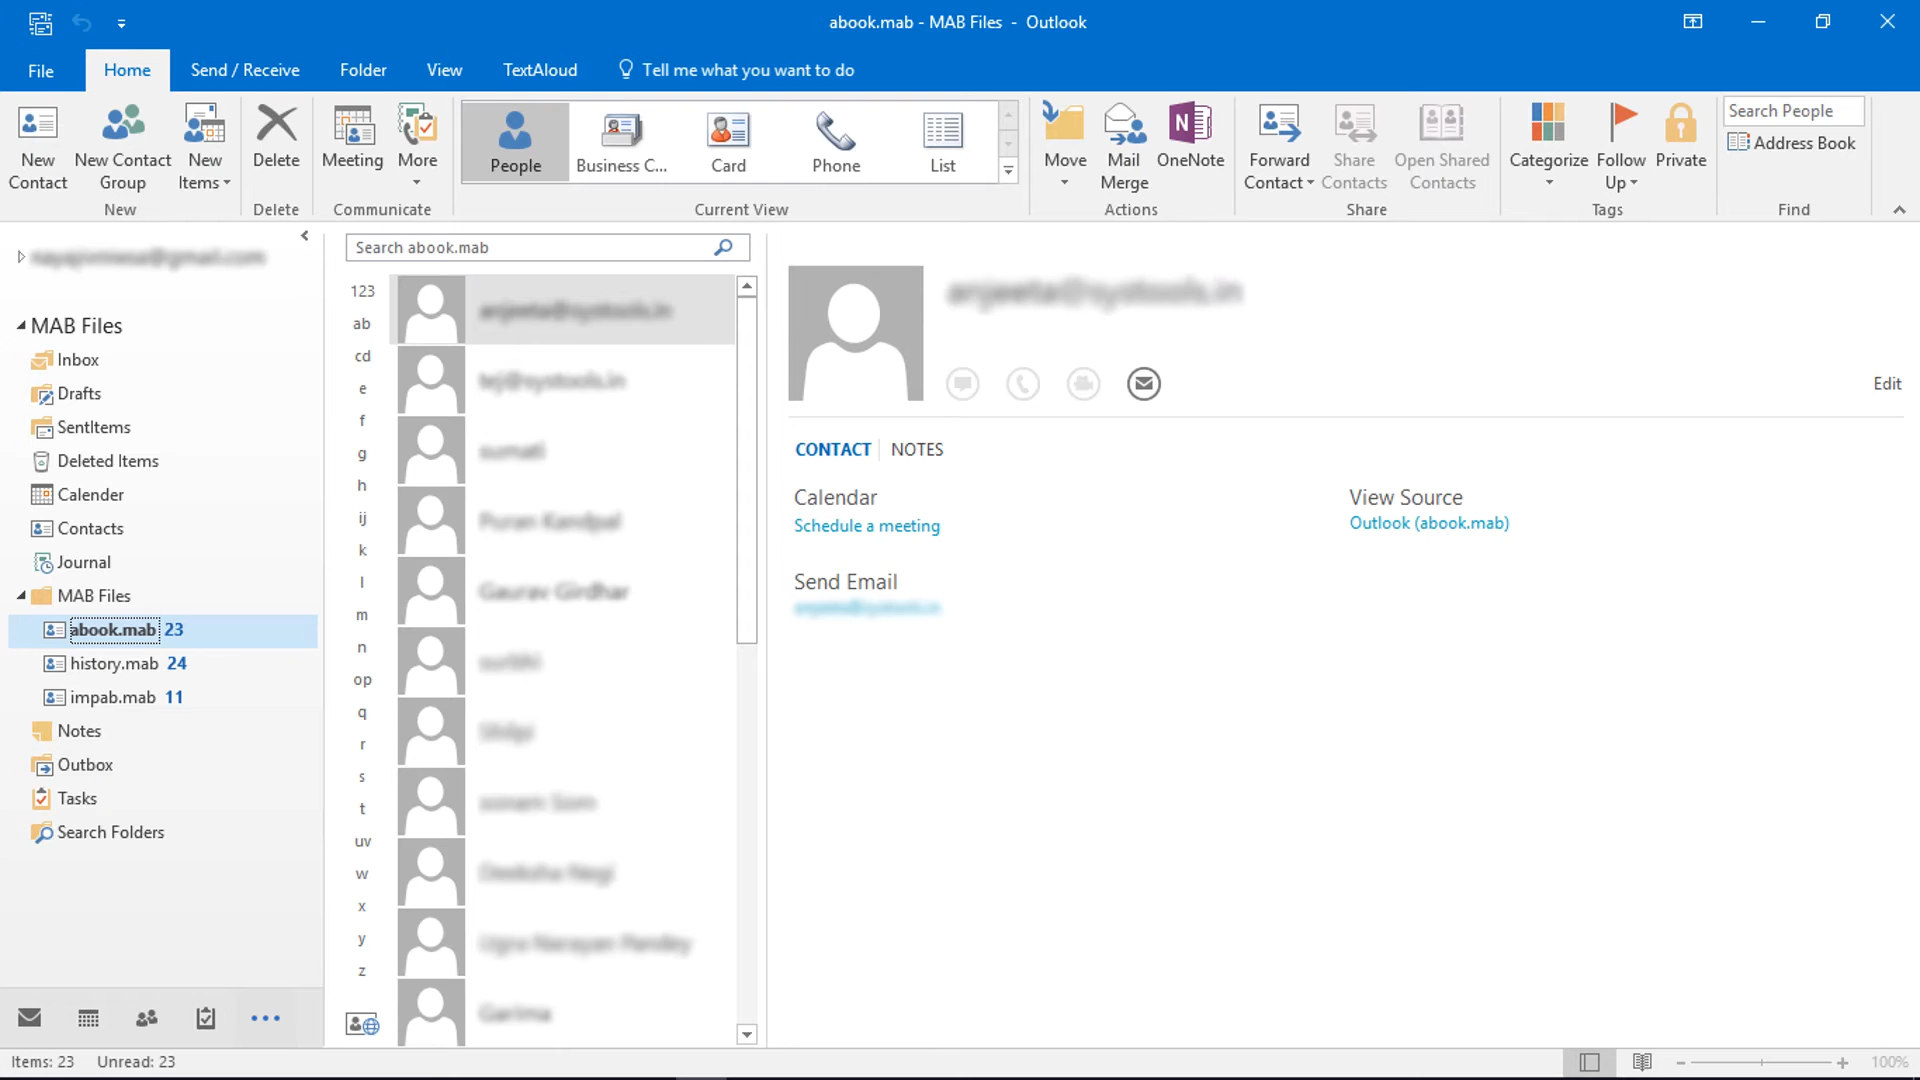 abook.mab - MAB Files - Outlook
File Home Send / Receive Folder View TextAloud Tell me what you want to do
New Contact
New Contact Group
New Items
New
Delete
Delete
Meeting
More
Communicate
People
Business C...
Card
Phone
List
Current View
Move
Mail Merge
OneNote
Actions
Forward Contact
Share Contacts
Open Shared Contacts
Share
Categorize
Follow Up
Private
Tags
Search People
Address Book
Find
MAB Files
Inbox
Drafts
SentItems
Deleted Items
Calender
Contacts
Journal
MAB Files
abook.mab 23
history.mab 24
impab.mab 11
Notes
Outbox
Tasks
Search Folders
Search abook.mab
123
ab
cd
e
f
g
h
ij
k
l
m
n
op
q
r
s
t
uv
w
x
y
z
Edit
CONTACT NOTES
Calendar
Schedule a meeting
View Source
Outlook (abook.mab)
Send Email
Items: 23 Unread: 23
100%